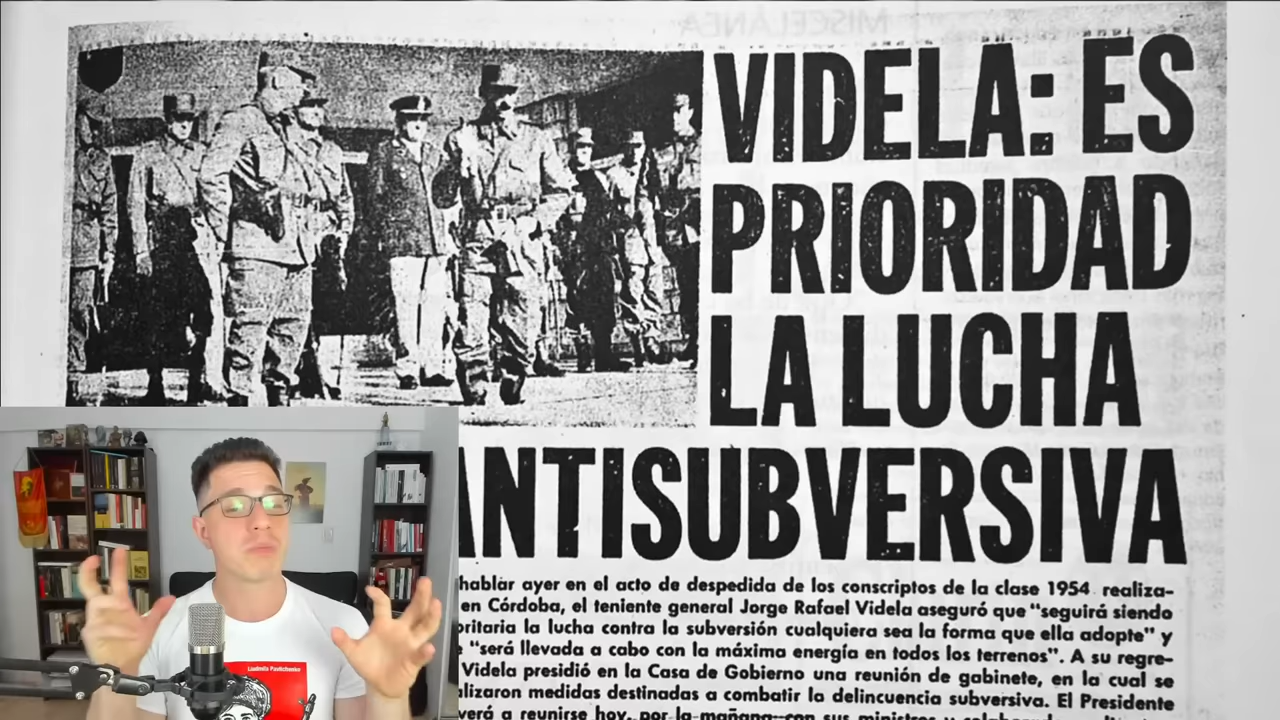 MISCELÁNEA
VIDELA: ES
PRIORIDAD
LA LUCHA
ANTISUBVERSIVA
hablar ayer en el acto de despedida de los conscriptos de la clase 1954 realiza-
en Córdoba, el teniente general Jorge Rafael Videla aseguró que "seguirá siendo
oritaria la lucha contra la subversión cualquiera sea la forma que ella adopte" y
"será llevada a cabo con la máxima energía en todos los terrenos". A su regre-
Videla presidió en la Casa de Gobierno una reunión de gabinete, en la cual se
alizaron medidas destinadas a combatir la delincuencia subversiva. El Presidente
verá a reunirse hoy, por la mañana con sus ministros y
Ludmila Pavlichenko